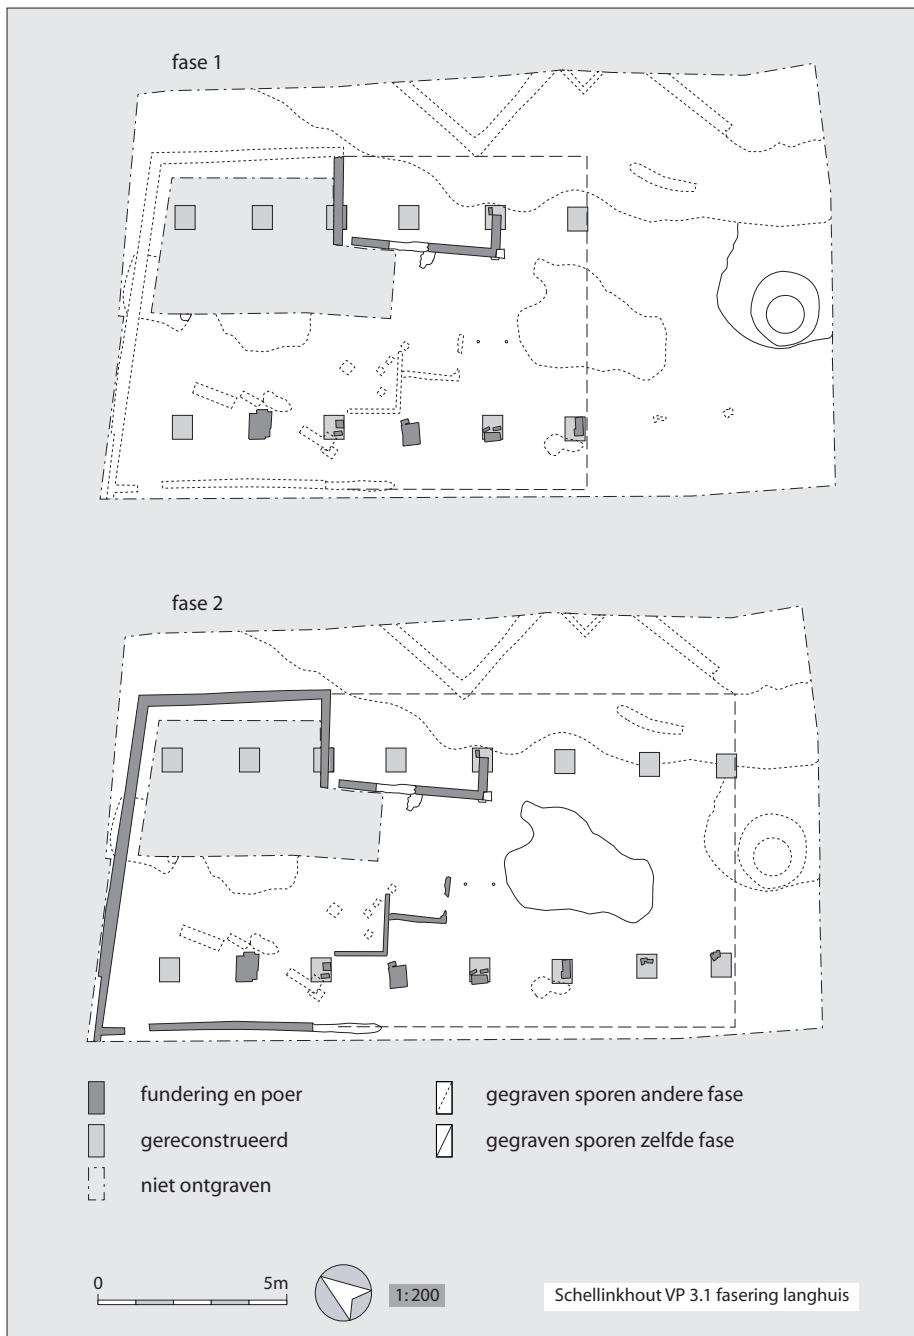 fase 1
fase 2
fundering en poer
gegraven sporen andere fase
gereconstrueerd
gegraven sporen zelfde fase
niet ontgraven
0 5m
1:200
Schellinkhout VP 3.1 fasering langhuis